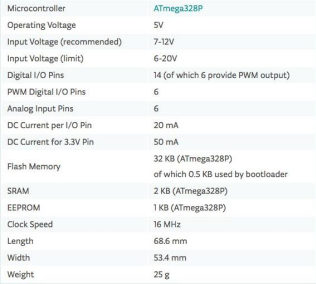 Microcontroller ATmega328P
Operating Voltage 5V
Input Voltage (recommended) 7-12V
Input Voltage (limit) 6-20V
Digital I/O Pins 14 (of which 6 provide PWM output)
PWM Digital I/O Pins 6
Analog Input Pins 6
DC Current per I/O Pin 20 mA
DC Current for 3.3V Pin 50 mA
Flash Memory 32 KB (ATmega328P)
of which 0.5 KB used by bootloader
SRAM 2 KB (ATmega328P)
EEPROM 1 KB (ATmega328P)
Clock Speed 16 MHz
Length 68.6 mm
Width 53.4 mm
Weight 25 g